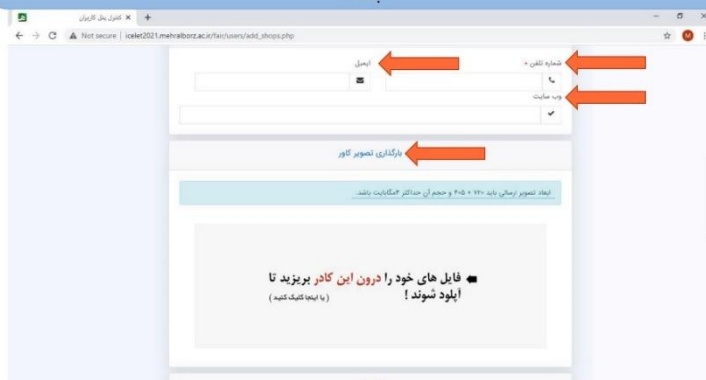 کنترل پنل کاربران
Not secure | icelet2021.mehralborz.ac.ir/fair/users/add_shops.php
M
شماره تلفن *
ایمیل
وب سایت
بارگذاری تصویر کاور
ابعاد تصویر ارسالی باید ۷۲۰ * ۴۰۵ و حجم آن حداکثر ۴مگابایت باشد.
فایل های خود را درون این کادر بریزید تا
آپلود شوند !
( یا اینجا کلیک کنید )